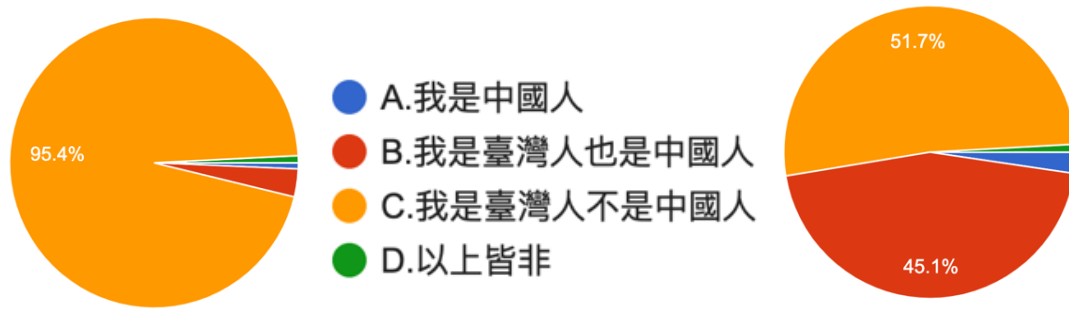 95.4%
A.我是中國人
B.我是臺灣人也是中國人
C.我是臺灣人不是中國人
D.以上皆非
51.7%
45.1%